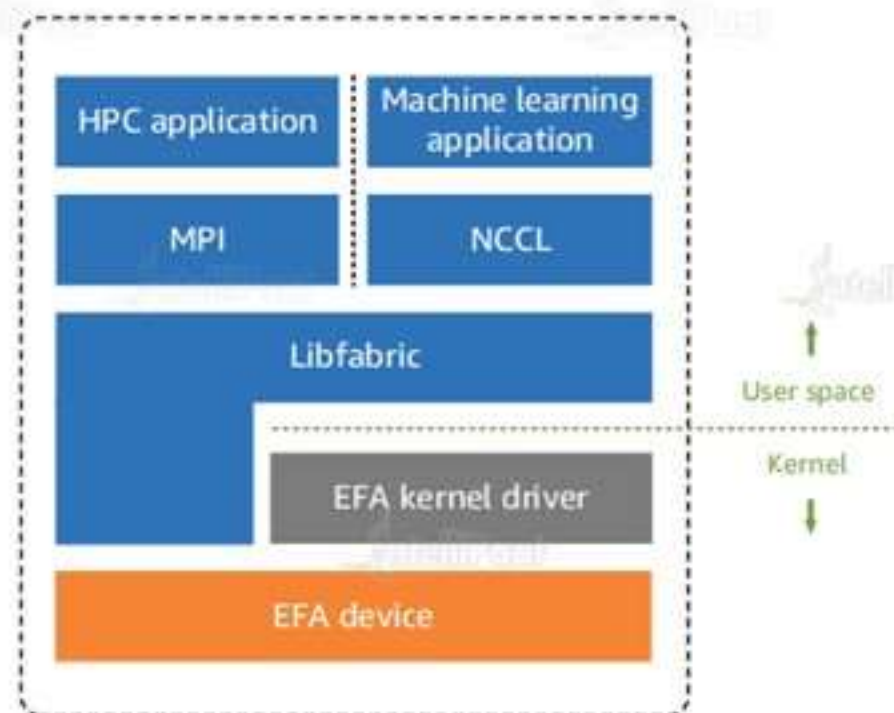 HPC application
Machine learning
application
MPI
NCCL
Libfabric
User space
Kernel
EFA kernel driver
EFA device